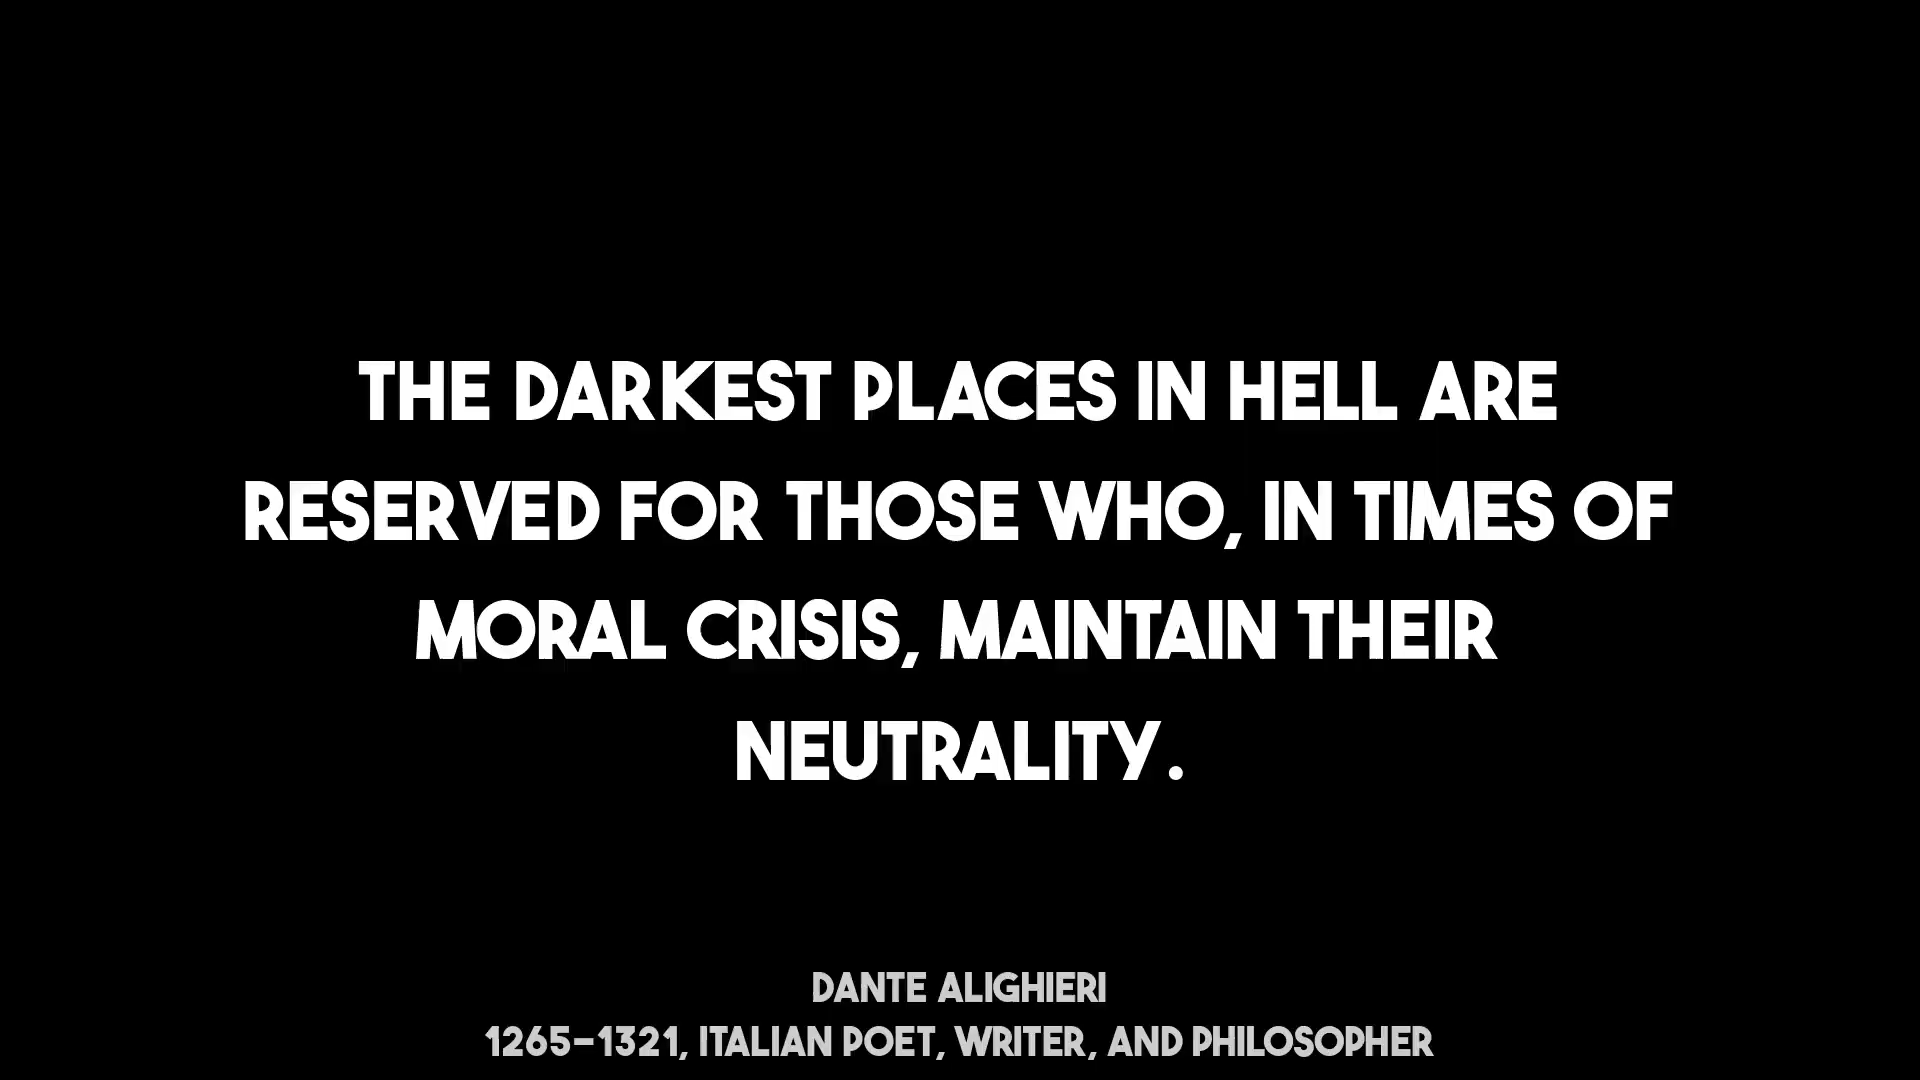 THE DARKEST PLACES IN HELL ARE
RESERVED FOR THOSE WHO, IN TIMES OF
MORAL CRISIS, MAINTAIN THEIR
NEUTRALITY.
DANTE ALIGHIERI
1265-1321, ITALIAN POET, WRITER, AND PHILOSOPHER